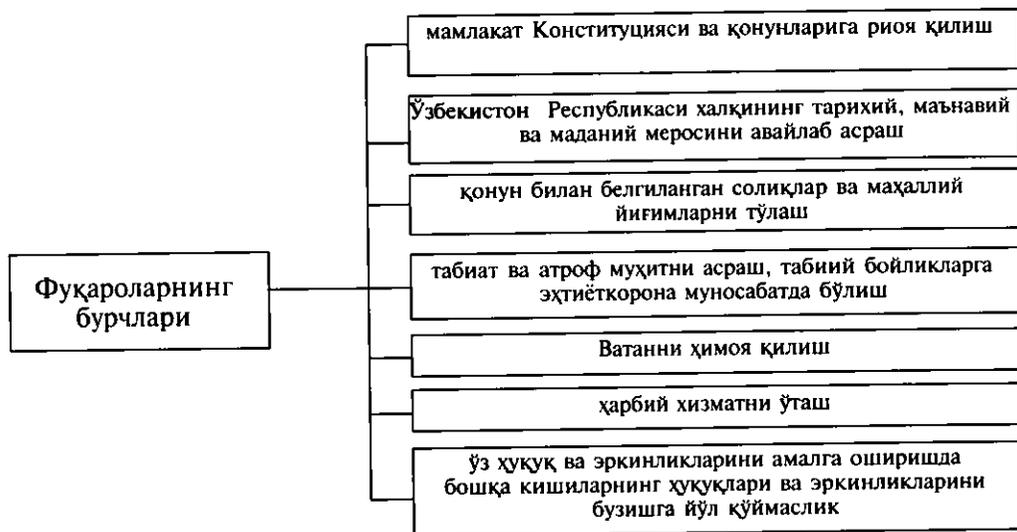 мамлакат Конституцияси ва қонунларига риоя қилиш
Ўзбекистон Республикаси халқининг тарихий, маънавий
ва маданий меросини авайлаб асраш
қонун билан белгиланган солиқлар ва маҳаллий
йиғимларни тўлаш
Фуқароларнинг
бурчлари
табиат ва атроф муҳитни асраш, табиий бойликларга
эҳтиёткорона муносабатда бўлиш
Ватанни ҳимоя қилиш
ҳарбий хизматни ўташ
ўз ҳуқуқ ва эркинликларини амалга оширишда
бошқа кишиларнинг ҳуқуқлари ва эркинликларини
бузишга йўл қўймаслик